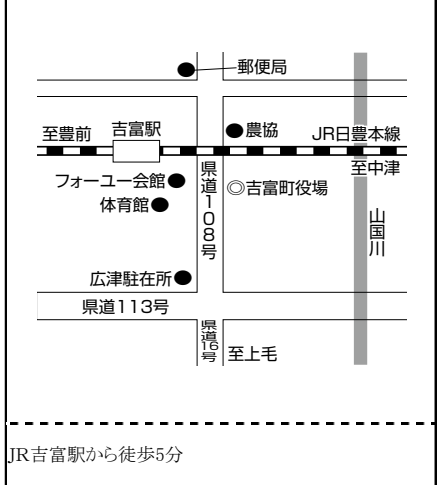 郵便局
至豊前
吉富駅
●農協
JR日豊本線
至中津
フォーユー会館●
県道108号
◎吉富町役場
体育館●
山国川
広津駐在所●
県道113号
県道16号
至上毛
JR吉富駅から徒歩5分